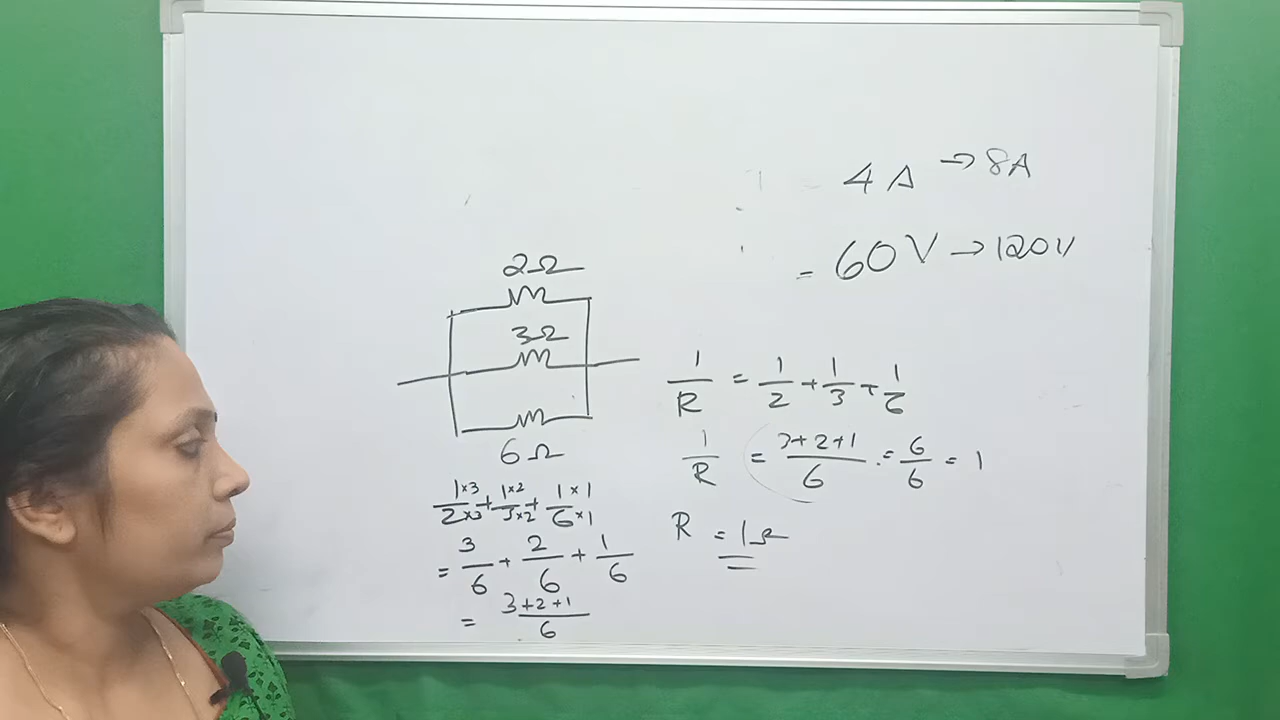 4 A → 8A
= 60 V → 120V
2Ω
3Ω
6Ω
1/R = 1/2 + 1/3 + 1/6
1/R = (3+2+1)/6 = 6/6 = 1
R = 1Ω
(1×3)/(2×3) + (1×2)/(3×2) + (1×1)/(6×1)
= 3/6 + 2/6 + 1/6
= (3+2+1)/6